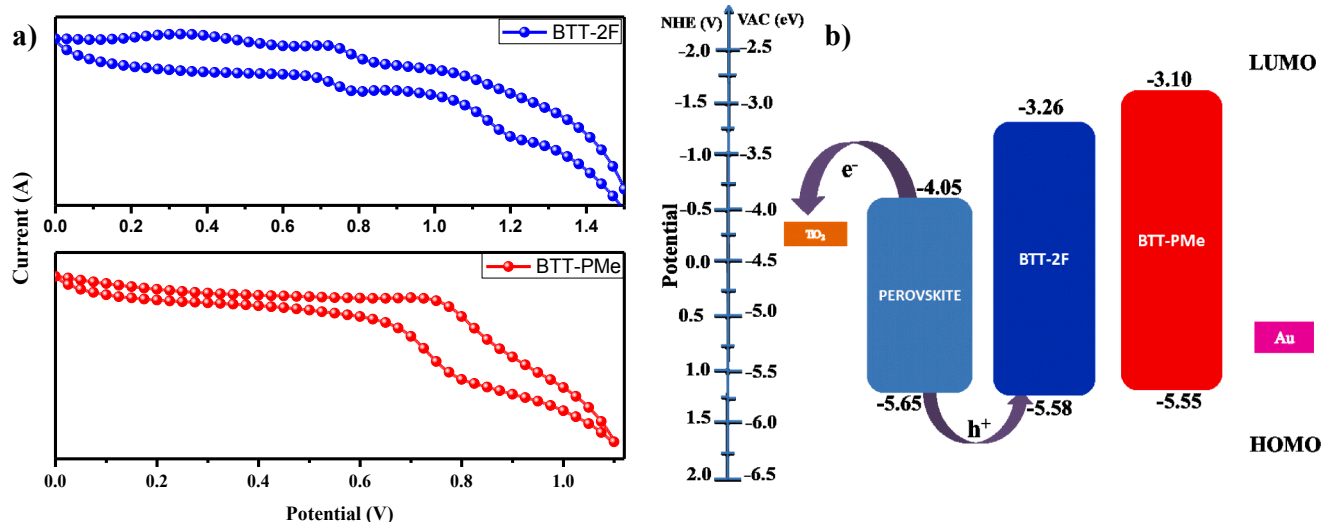 a)
BTT-2F
0.0 0.2 0.4 0.6 0.8 1.0 1.2 1.4
Current (A)
BTT-PMe
0.0 0.2 0.4 0.6 0.8 1.0
Potential (V)
b)
NHE (V) VAC (eV)
-2.0 -2.5
-1.5 -3.0
-1.0 -3.5
-0.5 -4.0
0.0 -4.5
0.5 -5.0
1.0 -5.5
1.5 -6.0
2.0 -6.5
Potential
LUMO
-3.10
-3.26
e⁻
-4.05
TiO₂
PEROVSKITE
BTT-2F
BTT-PMe
Au
-5.65
-5.58
-5.55
h⁺
HOMO